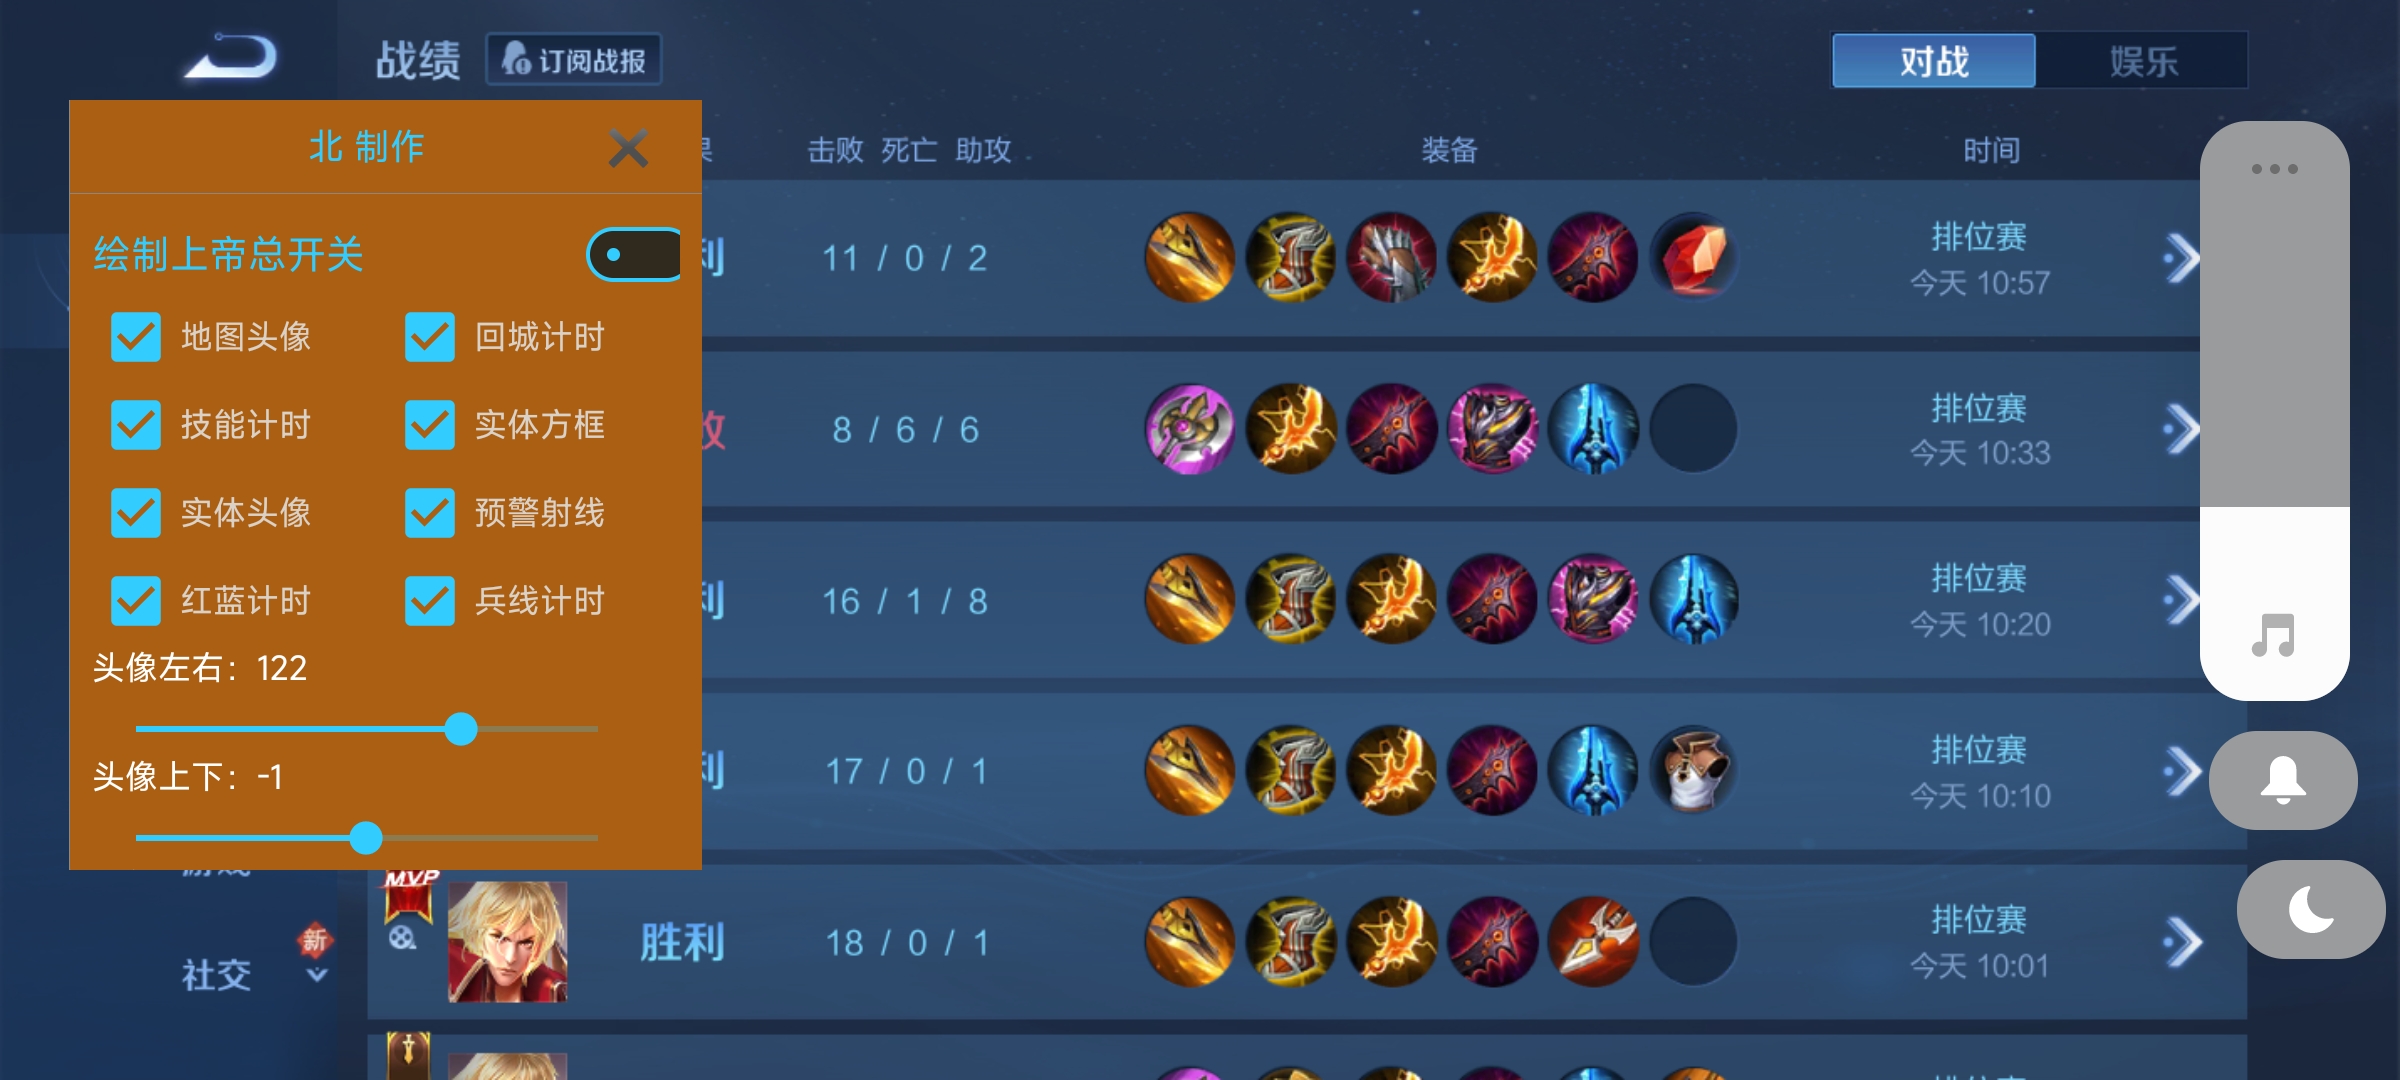 战绩 订阅战报 对战 娱乐
北 制作
击败 死亡 助攻 装备 时间
绘制上帝总开关
地图头像 回城计时
技能计时 实体方框
实体头像 预警射线
红蓝计时 兵线计时
头像左右：122
头像上下：-1
利 11 / 0 / 2 排位赛
今天 10:57
败 8 / 6 / 6 排位赛
今天 10:33
利 16 / 1 / 8 排位赛
今天 10:20
利 17 / 0 / 1 排位赛
今天 10:10
MVP
胜利 18 / 0 / 1 排位赛
今天 10:01
新
社交